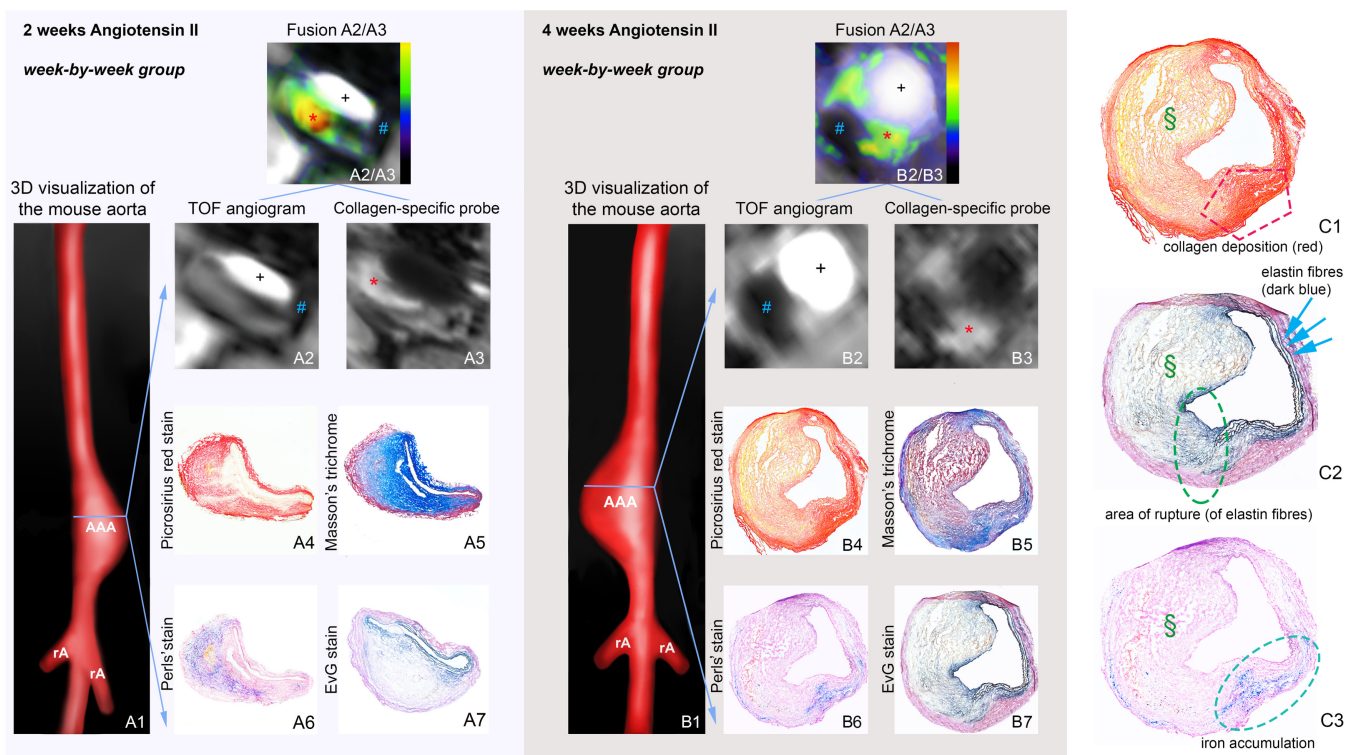 2 weeks Angiotensin II
week-by-week group
Fusion A2/A3
+
*
#
A2/A3
3D visualization of
the mouse aorta
TOF angiogram
Collagen-specific probe
+
#
A2
*
A3
AAA
rA
rA
A1
Picrosirius red stain
A4
Masson's trichrome
A5
Perls' stain
A6
EvG stain
A7
4 weeks Angiotensin II
week-by-week group
Fusion A2/A3
+
#
*
B2/B3
3D visualization of
the mouse aorta
TOF angiogram
Collagen-specific probe
+
#
B2
*
B3
AAA
rA
rA
B1
Picrosirius red stain
B4
Masson's trichrome
B5
Perls' stain
B6
EvG stain
B7
§
C1
collagen deposition (red)
elastin fibres
(dark blue)
§
C2
area of rupture (of elastin fibres)
§
C3
iron accumulation